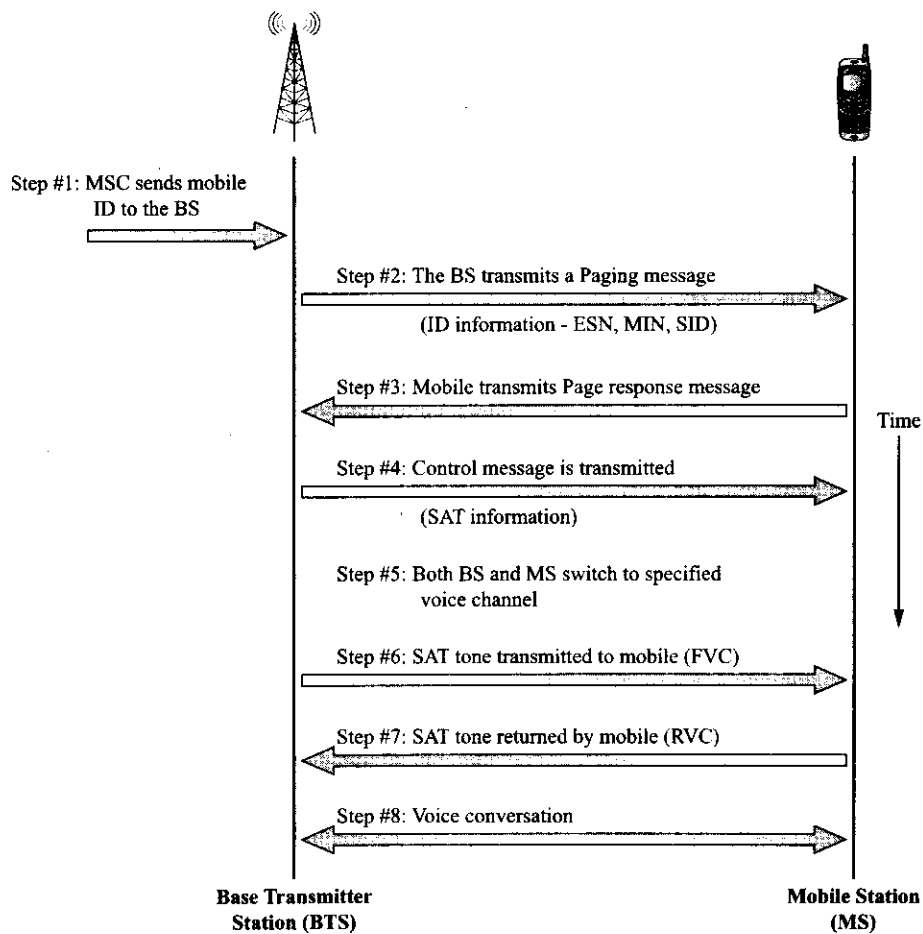 Step #1: MSC sends mobile
ID to the BS
Step #2: The BS transmits a Paging message
(ID information - ESN, MIN, SID)
Step #3: Mobile transmits Page response message
Time
Step #4: Control message is transmitted
(SAT information)
Step #5: Both BS and MS switch to specified
voice channel
Step #6: SAT tone transmitted to mobile (FVC)
Step #7: SAT tone returned by mobile (RVC)
Step #8: Voice conversation
Base Transmitter
Station (BTS)
Mobile Station
(MS)